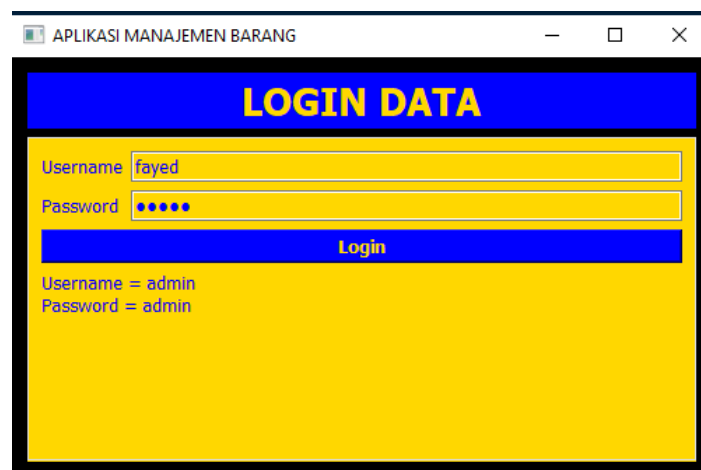 APLIKASI MANAJEMEN BARANG
LOGIN DATA
Username fayed
Password •••••
Login
Username = admin
Password = admin